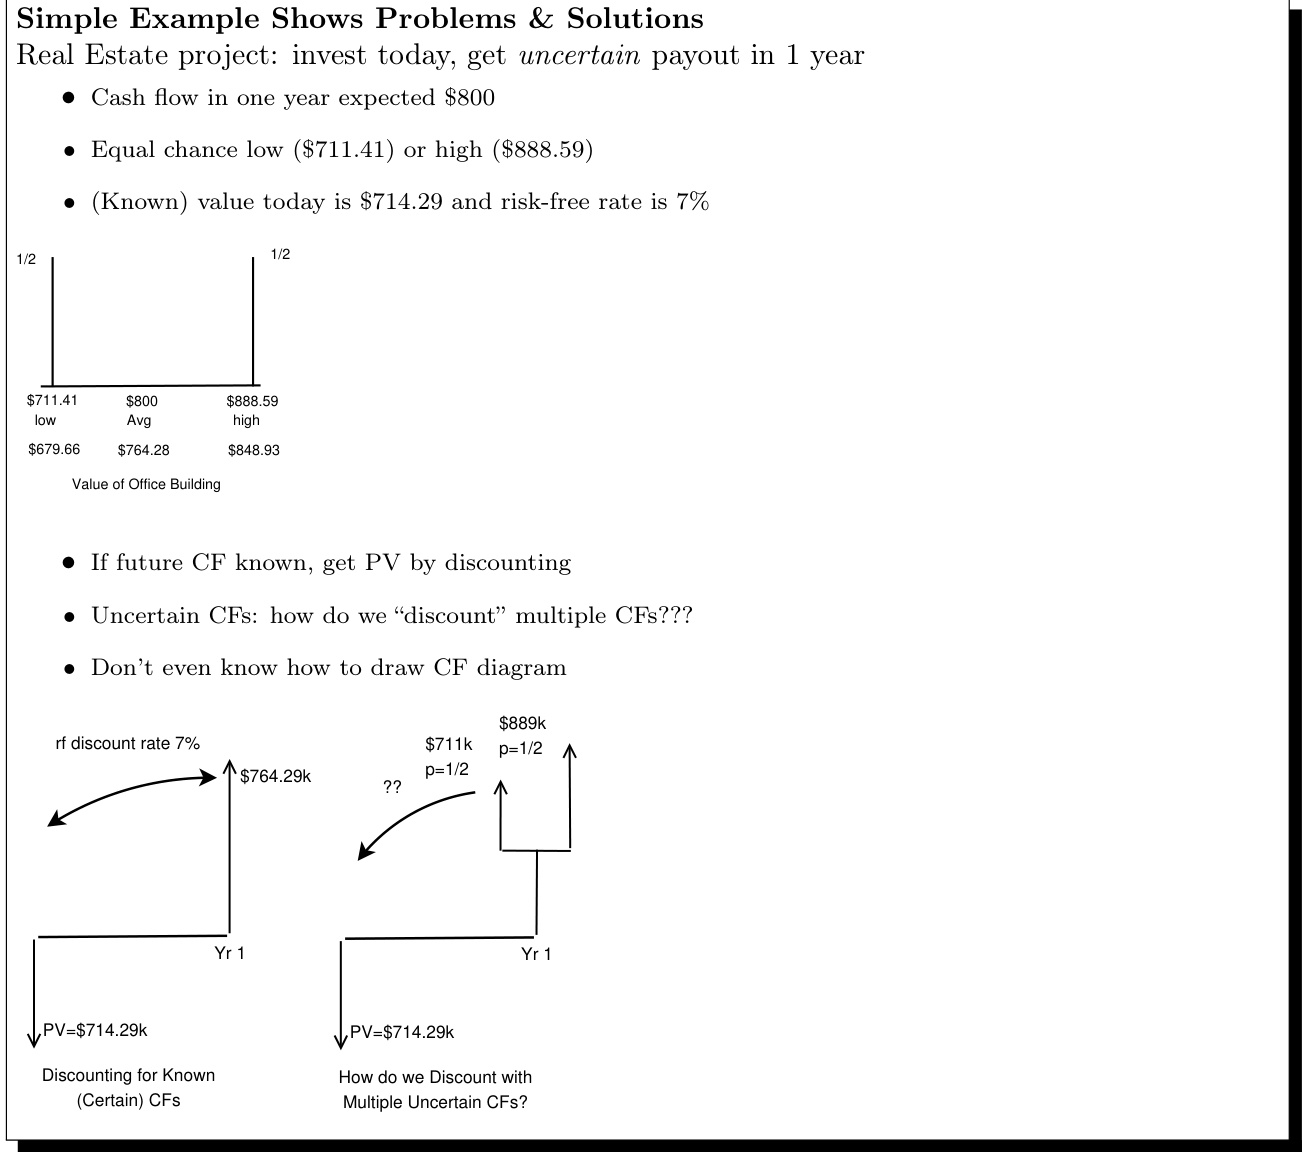 Simple Example Shows Problems & Solutions
Real Estate project: invest today, get uncertain payout in 1 year
• Cash flow in one year expected $800
• Equal chance low ($711.41) or high ($888.59)
• (Known) value today is $714.29 and risk-free rate is 7%
1/2 1/2
$711.41 $800 $888.59
low Avg high
$679.66 $764.28 $848.93
Value of Office Building
• If future CF known, get PV by discounting
• Uncertain CFs: how do we “discount” multiple CFs???
• Don’t even know how to draw CF diagram
rf discount rate 7%
$764.29k
Yr 1
PV=$714.29k
Discounting for Known
(Certain) CFs
$889k
p=1/2
$711k
p=1/2
??
Yr 1
PV=$714.29k
How do we Discount with
Multiple Uncertain CFs?